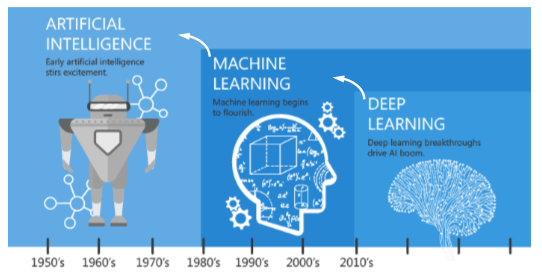 ARTIFICIAL
INTELLIGENCE
Early artificial intelligence
stirs excitement.
MACHINE
LEARNING
Machine learning begins
to flourish.
DEEP
LEARNING
Deep learning breakthroughs
drive AI boom.
1950's 1960's 1970's 1980's 1990's 2000's 2010's